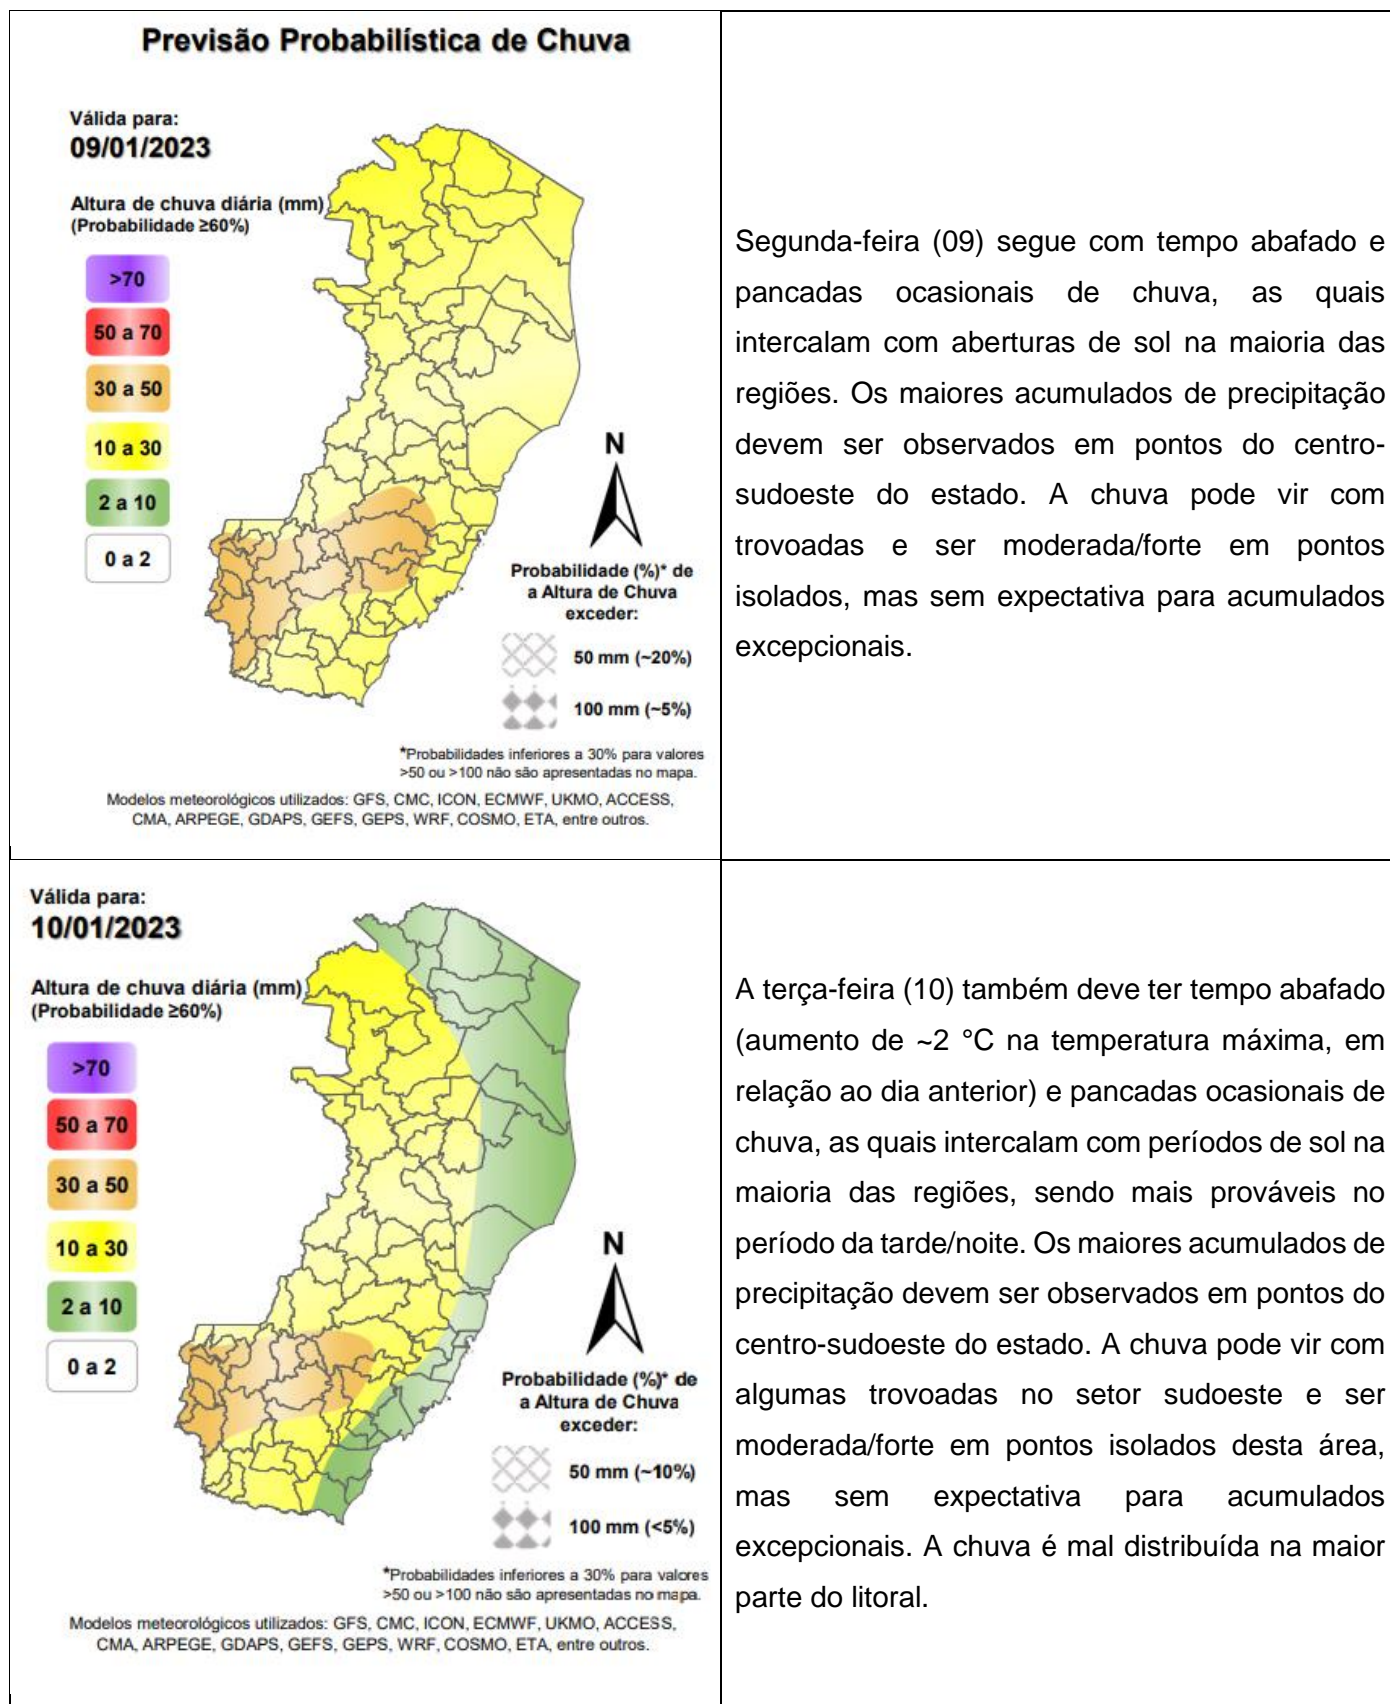 Previsão Probabilística de Chuva
Válida para:
09/01/2023
Altura de chuva diária (mm)
(Probabilidade ≥60%)
>70
50 a 70
30 a 50
10 a 30
2 a 10
0 a 2
N
Probabilidade (%)* de
a Altura de Chuva
exceder:
50 mm (~20%)
100 mm (~5%)
*Probabilidades inferiores a 30% para valores
>50 ou >100 não são apresentadas no mapa.
Modelos meteorológicos utilizados: GFS, CMC, ICON, ECMWF, UKMO, ACCESS,
CMA, ARPEGE, GDAPS, GEFS, GEPS, WRF, COSMO, ETA, entre outros.
Segunda-feira (09) segue com tempo abafado e
pancadas ocasionais de chuva, as quais
intercalam com aberturas de sol na maioria das
regiões. Os maiores acumulados de precipitação
devem ser observados em pontos do centro-
sudoeste do estado. A chuva pode vir com
trovoadas e ser moderada/forte em pontos
isolados, mas sem expectativa para acumulados
excepcionais.
Válida para:
10/01/2023
Altura de chuva diária (mm)
(Probabilidade ≥60%)
>70
50 a 70
30 a 50
10 a 30
2 a 10
0 a 2
N
Probabilidade (%)* de
a Altura de Chuva
exceder:
50 mm (~10%)
100 mm (<5%)
*Probabilidades inferiores a 30% para valores
>50 ou >100 não são apresentadas no mapa.
Modelos meteorológicos utilizados: GFS, CMC, ICON, ECMWF, UKMO, ACCESS,
CMA, ARPEGE, GDAPS, GEFS, GEPS, WRF, COSMO, ETA, entre outros.
A terça-feira (10) também deve ter tempo abafado
(aumento de ~2 °C na temperatura máxima, em
relação ao dia anterior) e pancadas ocasionais de
chuva, as quais intercalam com períodos de sol na
maioria das regiões, sendo mais prováveis no
período da tarde/noite. Os maiores acumulados de
precipitação devem ser observados em pontos do
centro-sudoeste do estado. A chuva pode vir com
algumas trovoadas no setor sudoeste e ser
moderada/forte em pontos isolados desta área,
mas sem expectativa para acumulados
excepcionais. A chuva é mal distribuída na maior
parte do litoral.